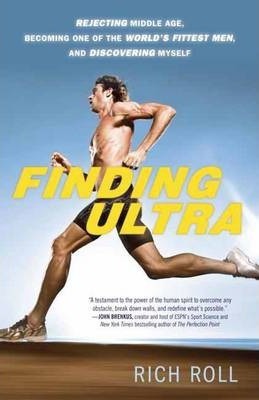 REJECTING MIDDLE AGE,
BECOMING ONE OF THE WORLD'S FITTEST MEN,
AND DISCOVERING MYSELF
FINDING
ULTRA
"A testament to the power of the human spirit to overcome any
obstacle, break down walls, and redefine what's possible."
—JOHN BRENKUS, creator and host of ESPN's Sport Science and
New York Times bestselling author of The Perfection Point
RICH ROLL